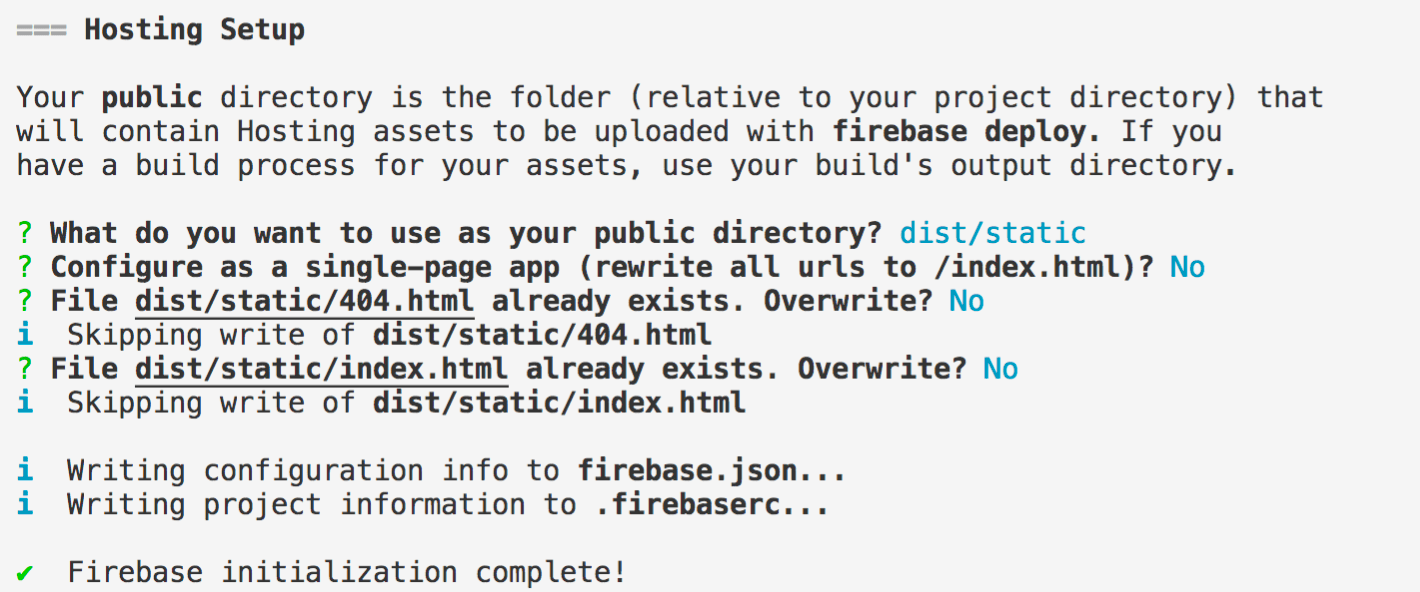 === Hosting Setup
Your public directory is the folder (relative to your project directory) that
will contain Hosting assets to be uploaded with firebase deploy. If you
have a build process for your assets, use your build's output directory.
? What do you want to use as your public directory? dist/static
? Configure as a single-page app (rewrite all urls to /index.html)? No
? File dist/static/404.html already exists. Overwrite? No
i  Skipping write of dist/static/404.html
? File dist/static/index.html already exists. Overwrite? No
i  Skipping write of dist/static/index.html
i  Writing configuration info to firebase.json...
i  Writing project information to .firebaserc...
✔  Firebase initialization complete!